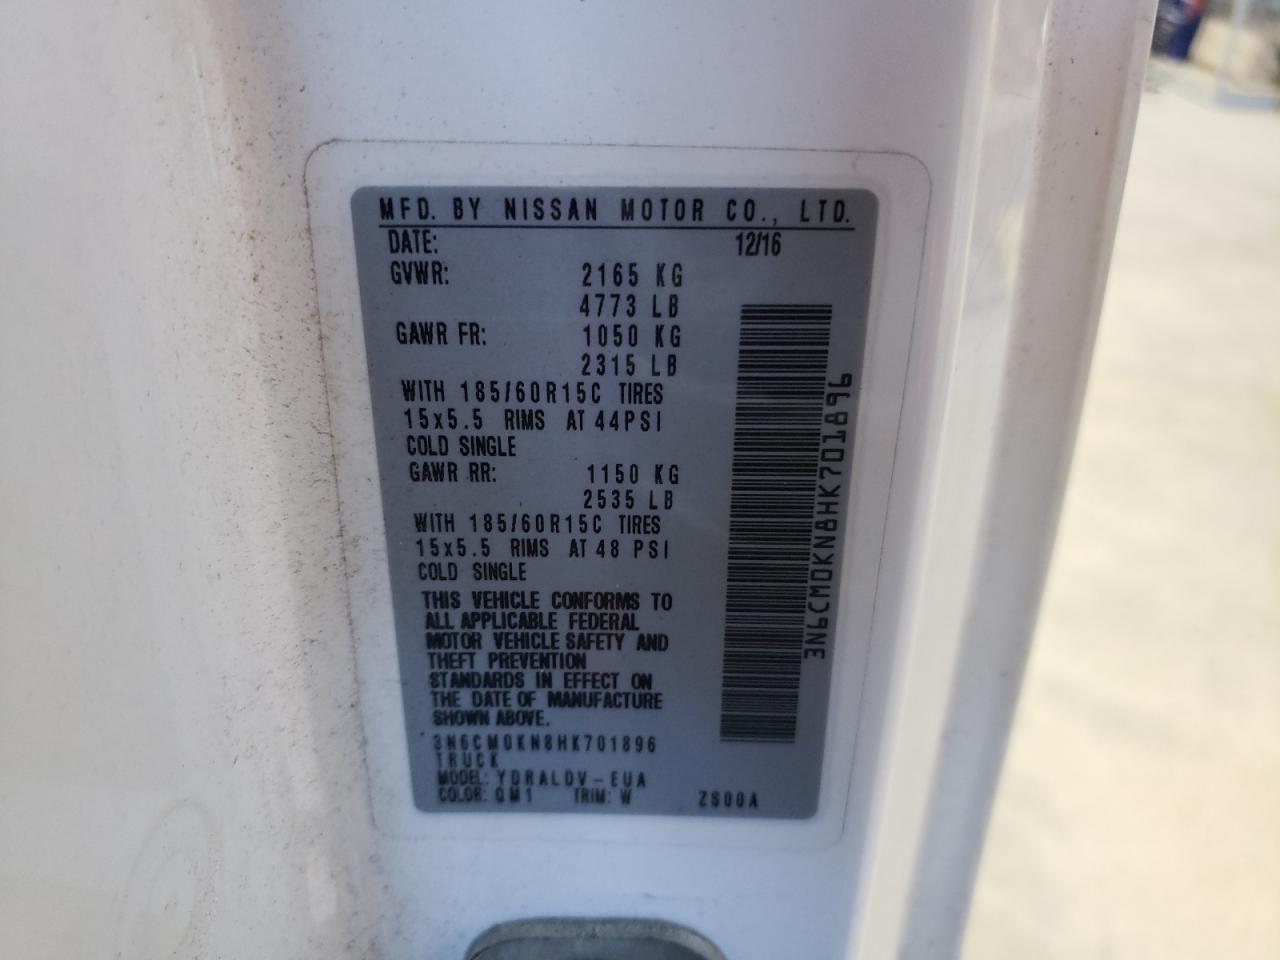 MFD. BY NISSAN MOTOR CO., LTD.
DATE: 12/16
GVWR: 2165 KG
4773 LB
GAWR FR: 1050 KG
2315 LB
WITH 185/60R15C TIRES
15x5.5 RIMS AT 44PSI
COLD SINGLE
GAWR RR: 1150 KG
2535 LB
WITH 185/60R15C TIRES
15x5.5 RIMS AT 48 PSI
COLD SINGLE
THIS VEHICLE CONFORMS TO
ALL APPLICABLE FEDERAL
MOTOR VEHICLE SAFETY AND
THEFT PREVENTION
STANDARDS IN EFFECT ON
THE DATE OF MANUFACTURE
SHOWN ABOVE.
3N6CM0KN8HK701896
TRUCK
MODEL: YDRALDV-EUA
COLOR: QM1 TRIM: W ZS00A
3N6CM0KN8HK701896